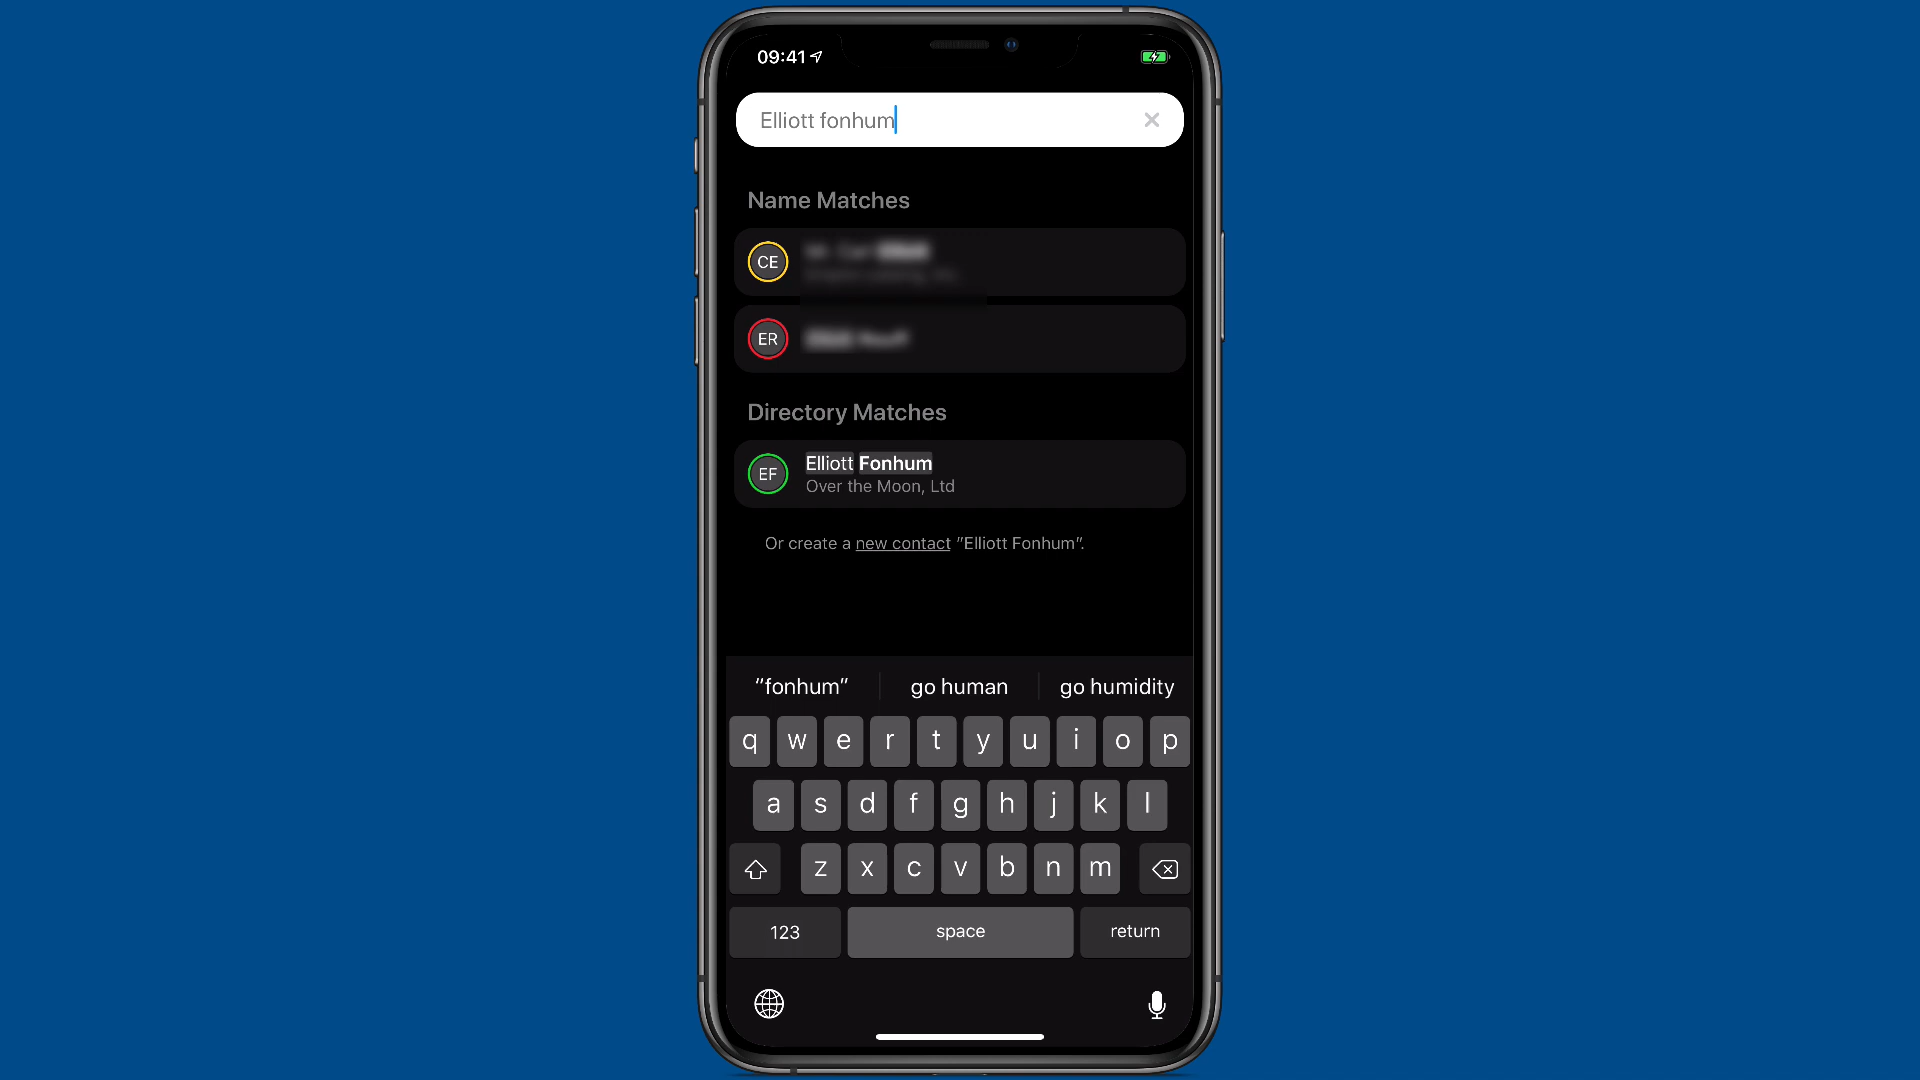 09:41
Elliott fonhum
Name Matches
CE
ER
Directory Matches
EF
Elliott Fonhum
Over the Moon, Ltd
Or create a new contact "Elliott Fonhum".
"fonhum"
go human
go humidity
q w e r t y u i o p
a s d f g h j k l
z x c v b n m
123 space return